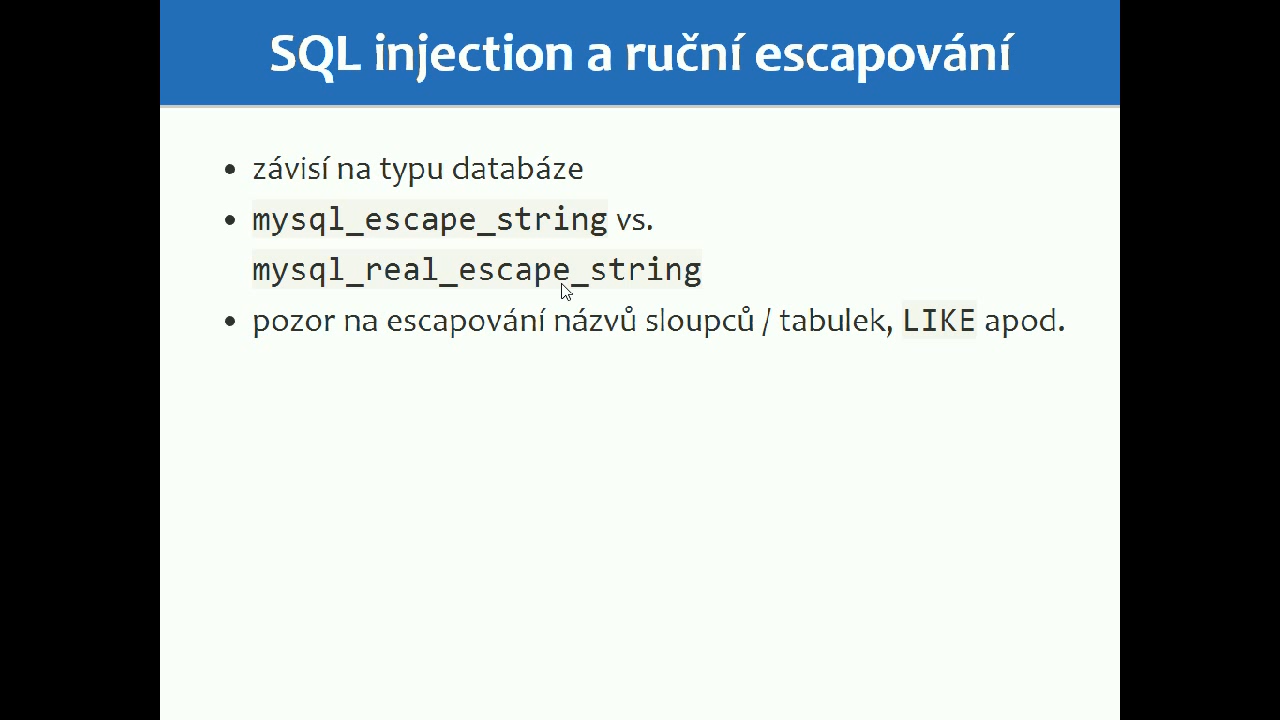 SQL injection a ruční escapování
závisí na typu databáze
mysql_escape_string vs.
mysql_real_escape_string
pozor na escapování názvů sloupců / tabulek, LIKE apod.